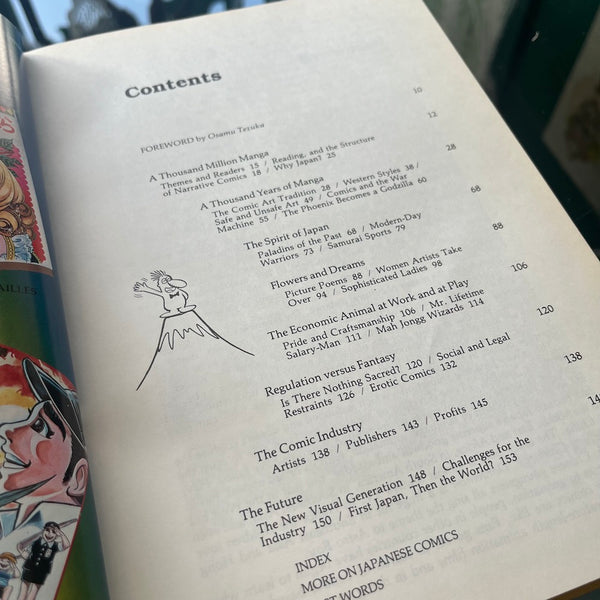 AILLES
Contents
FOREWORD by Osamu Tezuka 10
A Thousand Million Manga 12
Themes and Readers 15 / Reading, and the Structure
of Narrative Comics 18 / Why Japan? 25
A Thousand Years of Manga 28
The Comic Art Tradition 28 / Western Styles 38 /
Safe and Unsafe Art 49 / Comics and the War
Machine 55 / The Phoenix Becomes a Godzilla 60
The Spirit of Japan 68
Paladins of the Past 68 / Modern-Day
Warriors 73 / Samurai Sports 79
Flowers and Dreams 88
Picture Poems 88 / Women Artists Take
Over 94 / Sophisticated Ladies 98
The Economic Animal at Work and at Play 106
Pride and Craftsmanship 106 / Mr. Lifetime
Salary-Man 111 / Mah Jongg Wizards 114
Regulation versus Fantasy 120
Is There Nothing Sacred? 120 / Social and Legal
Restraints 126 / Erotic Comics 132
The Comic Industry 138
Artists 138 / Publishers 143 / Profits 145
The Future 14
The New Visual Generation 148 / Challenges for the
Industry 150 / First Japan, Then the World? 153
INDEX
MORE ON JAPANESE COMICS
WORDS